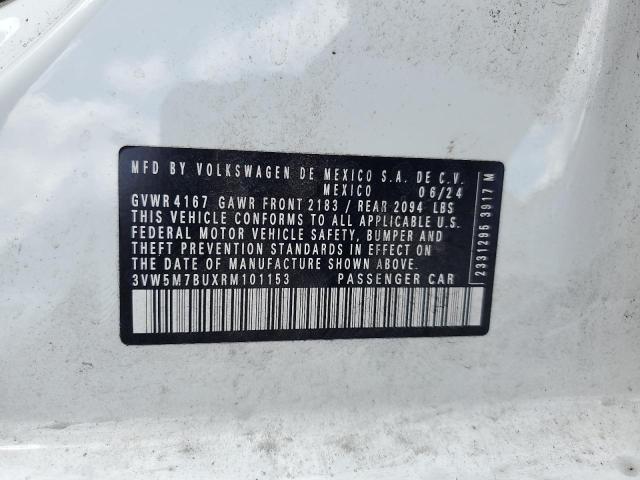 MFD BY VOLKSWAGEN DE MEXICO S.A. DE C.V.
MEXICO 06/24
GVWR 4167 GAWR FRONT 2183 / REAR 2094 LBS
THIS VEHICLE CONFORMS TO ALL APPLICABLE U.S.
FEDERAL MOTOR VEHICLE SAFETY, BUMPER AND
THEFT PREVENTION STANDARDS IN EFFECT ON
THE DATE OF MANUFACTURE SHOWN ABOVE.
3VW5M7BUXRM101153 PASSENGER CAR
2331295 3917 M